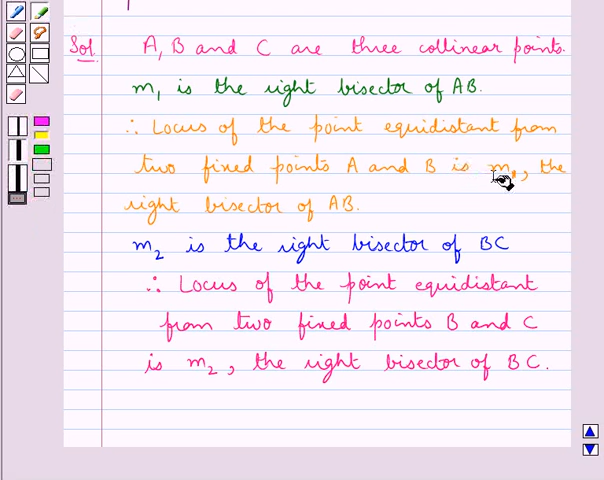 Sol A, B and C are three collinear points.
m₁ is the right bisector of AB.
∴ Locus of the point equidistant from
two fixed points A and B is m₁, the
right bisector of AB.
m₂ is the right bisector of BC
∴ Locus of the point equidistant
from two fixed points B and C
is m₂, the right bisector of BC.